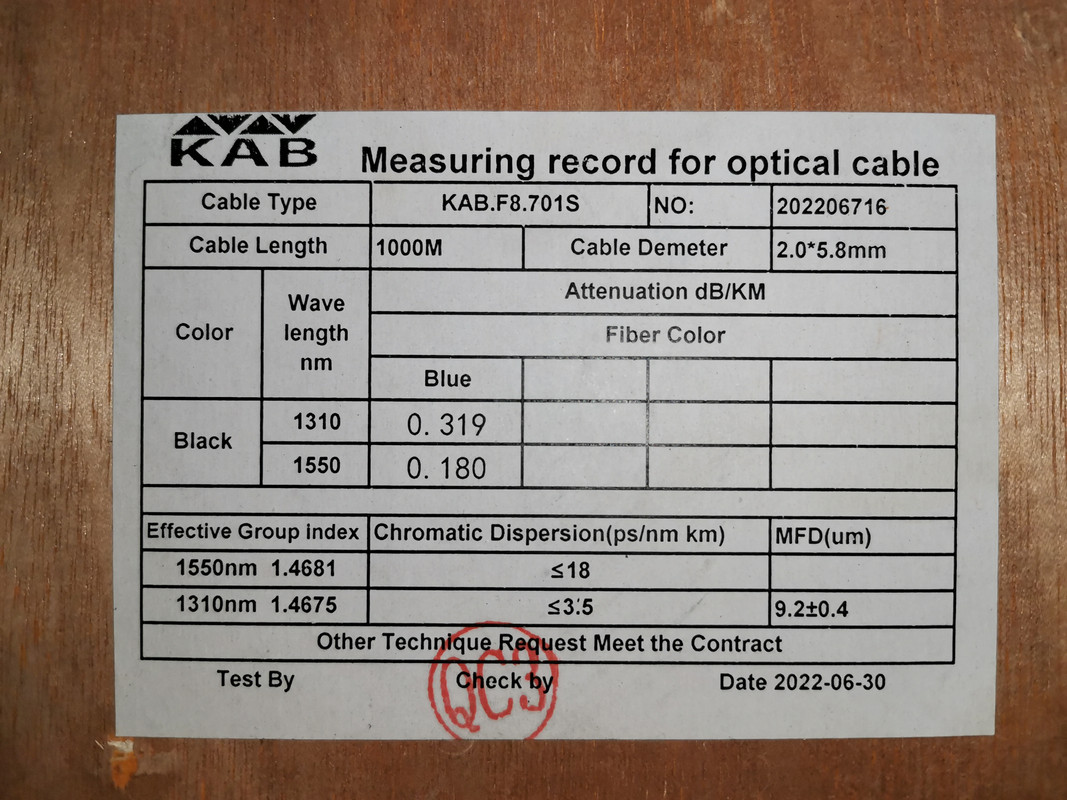 KAB
Measuring record for optical cable
Cable Type KAB.F8.701S NO: 202206716
Cable Length 1000M Cable Demeter 2.0*5.8mm
Color Wave length nm Attenuation dB/KM
Fiber Color
Blue
Black 1310 0.319
1550 0.180
Effective Group index Chromatic Dispersion(ps/nm km) MFD(um)
1550nm 1.4681 ≤18
1310nm 1.4675 ≤3.5 9.2±0.4
Other Technique Request Meet the Contract
Test By Check by Date 2022-06-30
QC3